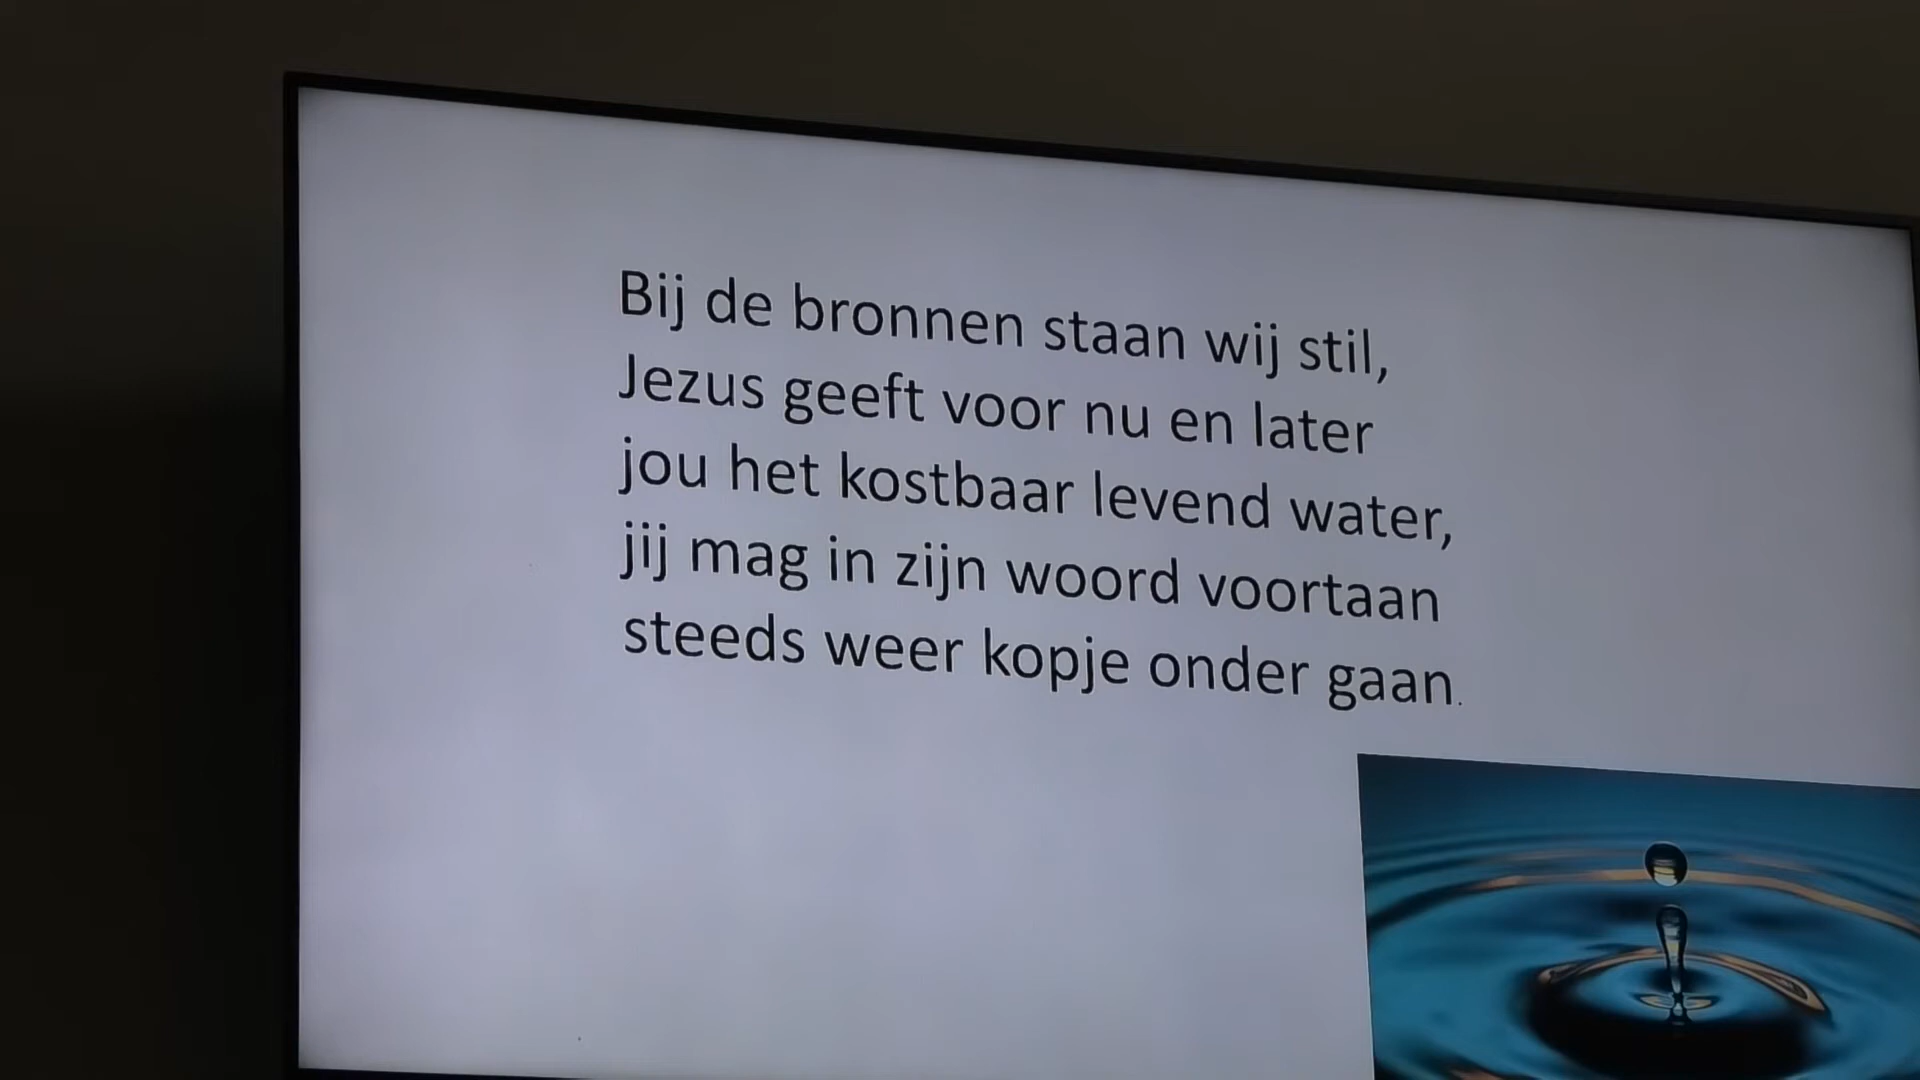 Bij de bronnen staan wij stil,
Jezus geeft voor nu en later
jou het kostbaar levend water,
jij mag in zijn woord voortaan
steeds weer kopje onder gaan.